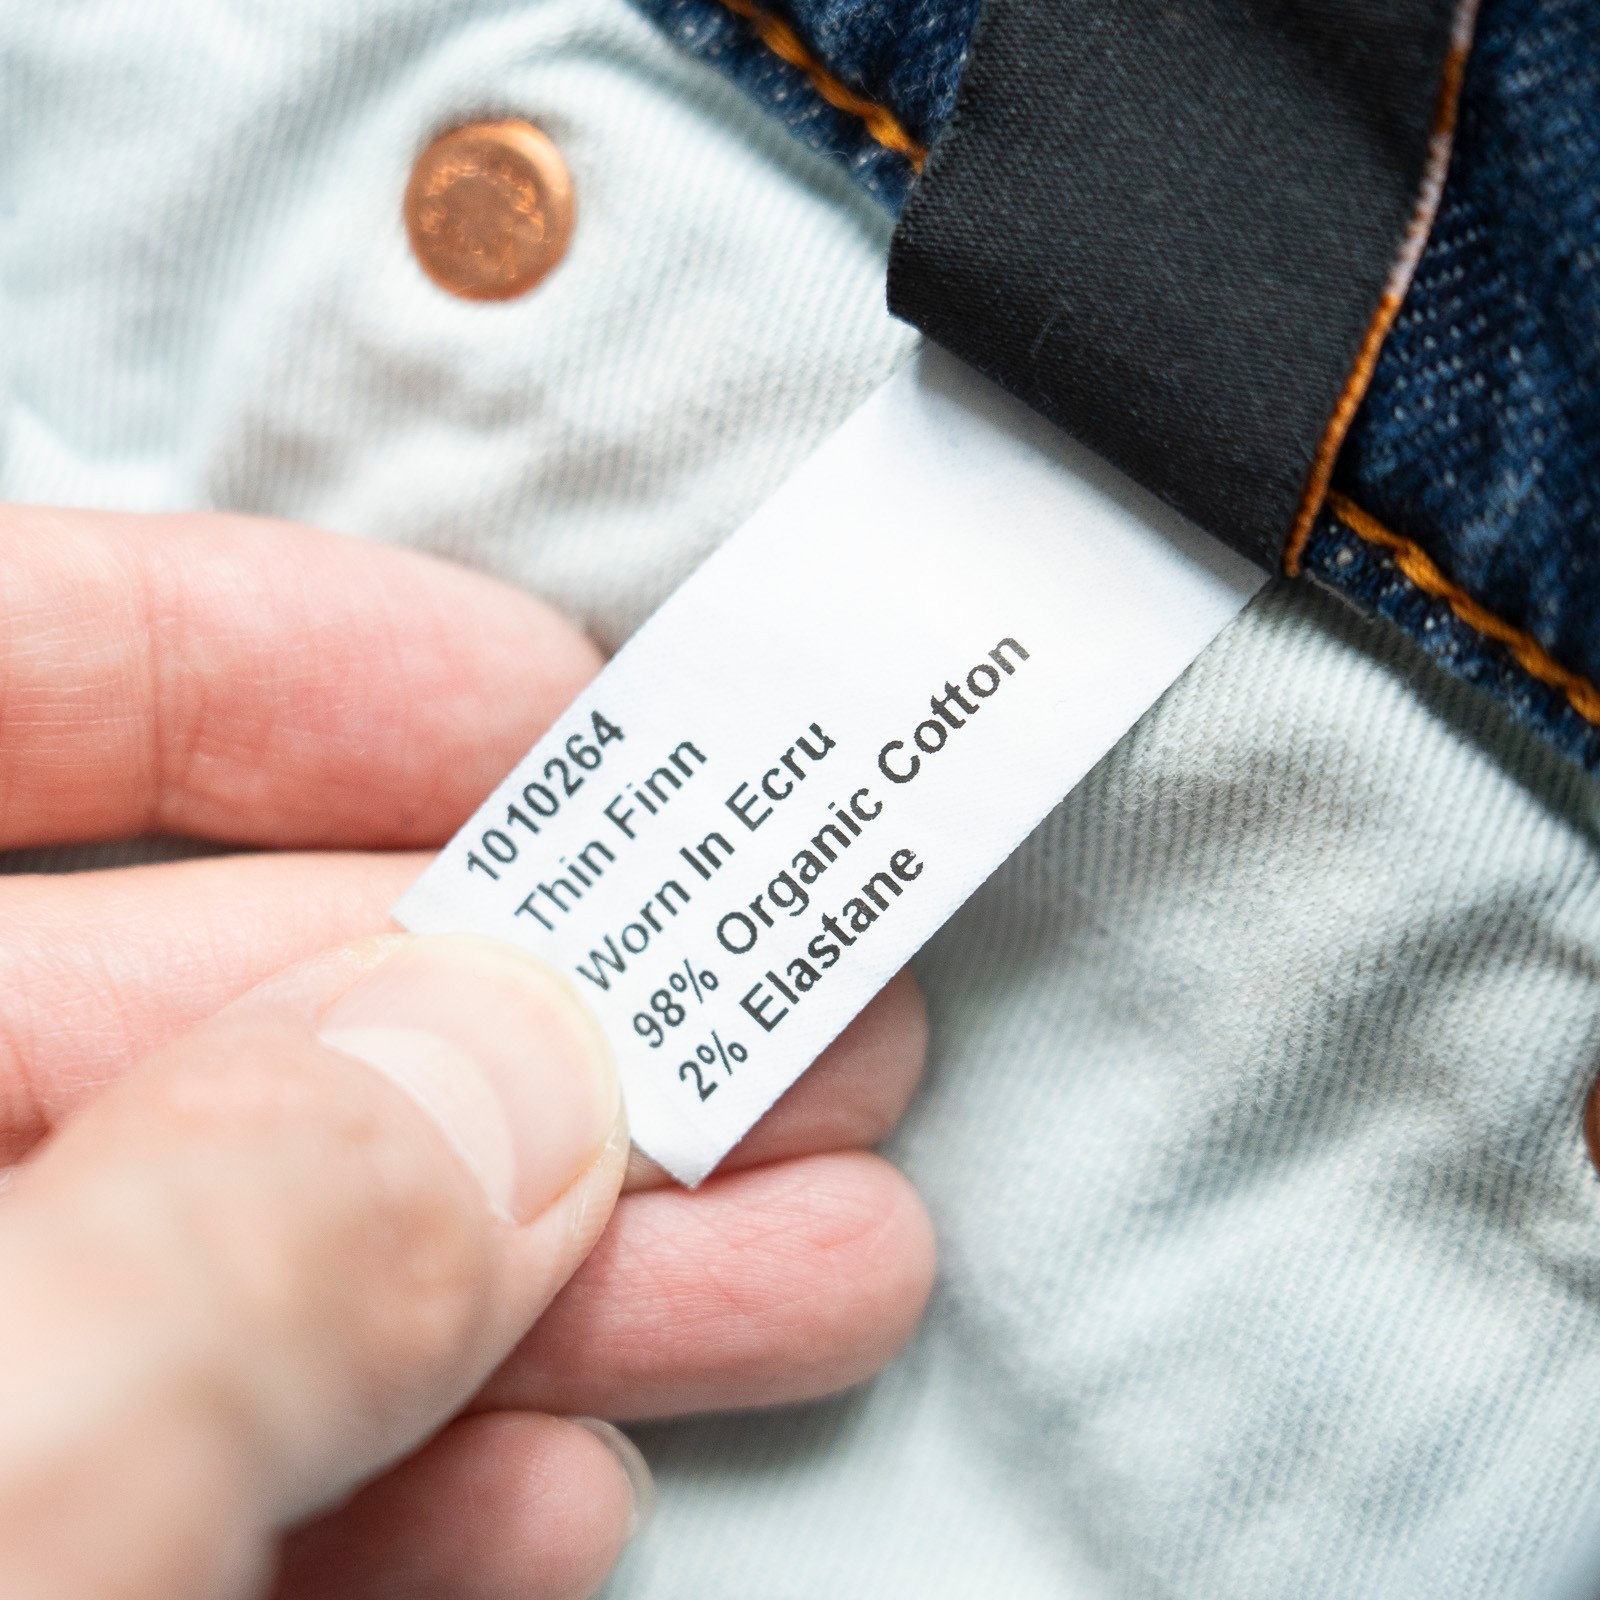 1010264
Thin Finn
Worn In Ecru
98% Organic Cotton
2% Elastane